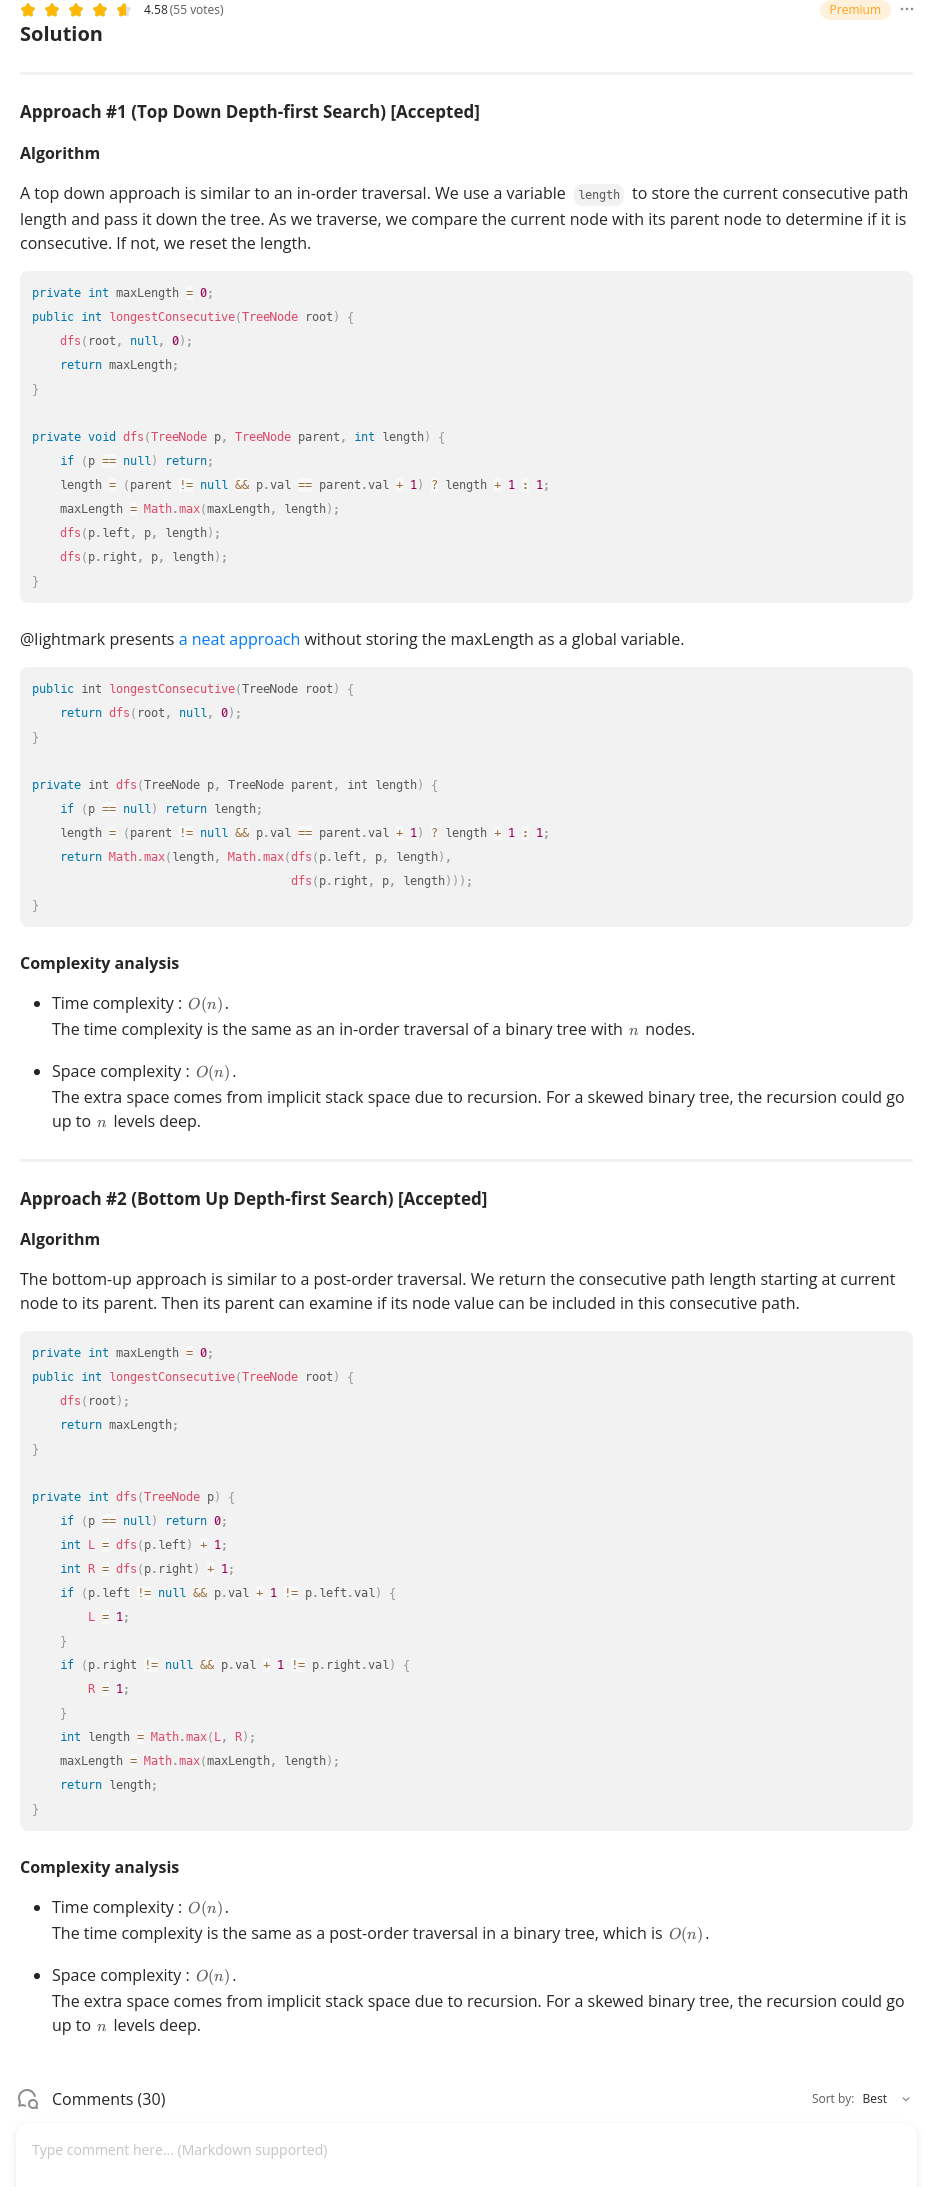 4.58 (55 votes)
Premium
Solution
Approach #1 (Top Down Depth-first Search) [Accepted]
Algorithm
A top down approach is similar to an in-order traversal. We use a variable length to store the current consecutive path
length and pass it down the tree. As we traverse, we compare the current node with its parent node to determine if it is
consecutive. If not, we reset the length.
private int maxLength = 0;
public int longestConsecutive(TreeNode root) {
    dfs(root, null, 0);
    return maxLength;
}
private void dfs(TreeNode p, TreeNode parent, int length) {
    if (p == null) return;
    length = (parent != null && p.val == parent.val + 1) ? length + 1 : 1;
    maxLength = Math.max(maxLength, length);
    dfs(p.left, p, length);
    dfs(p.right, p, length);
}
@lightmark presents a neat approach without storing the maxLength as a global variable.
public int longestConsecutive(TreeNode root) {
    return dfs(root, null, 0);
}
private int dfs(TreeNode p, TreeNode parent, int length) {
    if (p == null) return length;
    length = (parent != null && p.val == parent.val + 1) ? length + 1 : 1;
    return Math.max(length, Math.max(dfs(p.left, p, length),
                                     dfs(p.right, p, length)));
}
Complexity analysis
• Time complexity : O(n).
The time complexity is the same as an in-order traversal of a binary tree with n nodes.
• Space complexity : O(n).
The extra space comes from implicit stack space due to recursion. For a skewed binary tree, the recursion could go
up to n levels deep.
Approach #2 (Bottom Up Depth-first Search) [Accepted]
Algorithm
The bottom-up approach is similar to a post-order traversal. We return the consecutive path length starting at current
node to its parent. Then its parent can examine if its node value can be included in this consecutive path.
private int maxLength = 0;
public int longestConsecutive(TreeNode root) {
    dfs(root);
    return maxLength;
}
private int dfs(TreeNode p) {
    if (p == null) return 0;
    int L = dfs(p.left) + 1;
    int R = dfs(p.right) + 1;
    if (p.left != null && p.val + 1 != p.left.val) {
        L = 1;
    }
    if (p.right != null && p.val + 1 != p.right.val) {
        R = 1;
    }
    int length = Math.max(L, R);
    maxLength = Math.max(maxLength, length);
    return length;
}
Complexity analysis
• Time complexity : O(n).
The time complexity is the same as a post-order traversal in a binary tree, which is O(n).
• Space complexity : O(n).
The extra space comes from implicit stack space due to recursion. For a skewed binary tree, the recursion could go
up to n levels deep.
Comments (30)
Sort by: Best
Type comment here... (Markdown supported)